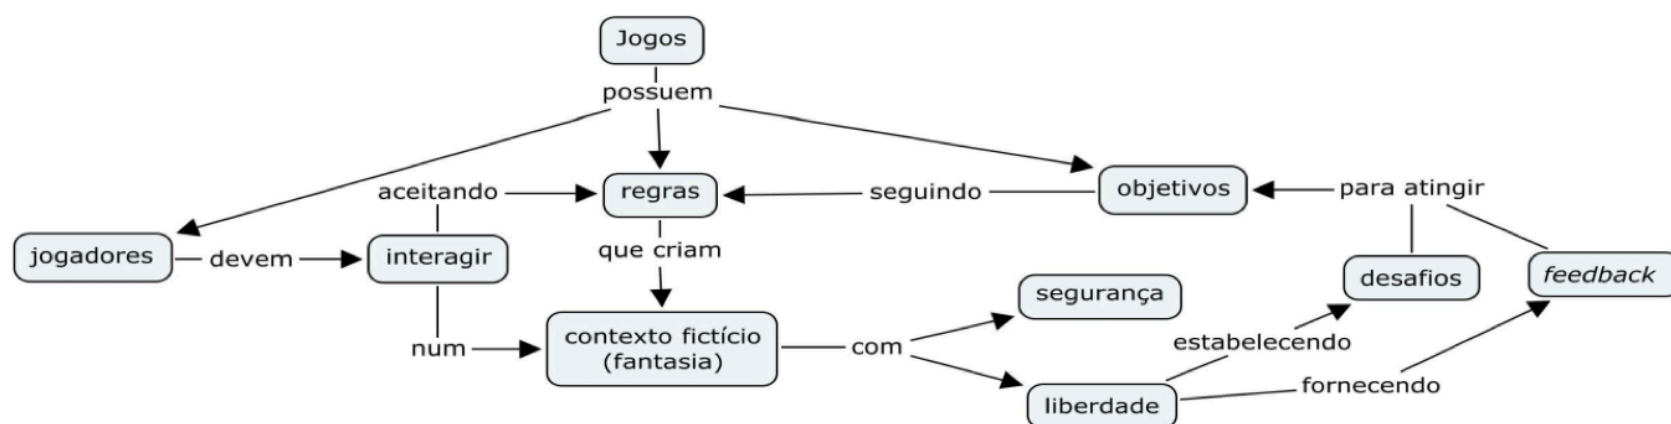 Jogos
possuem
aceitando
regras
seguindo
objetivos
para atingir
jogadores
devem
interagir
que criam
desafios
feedback
segurança
contexto fictício
(fantasia)
num
com
estabelecendo
liberdade
fornecendo